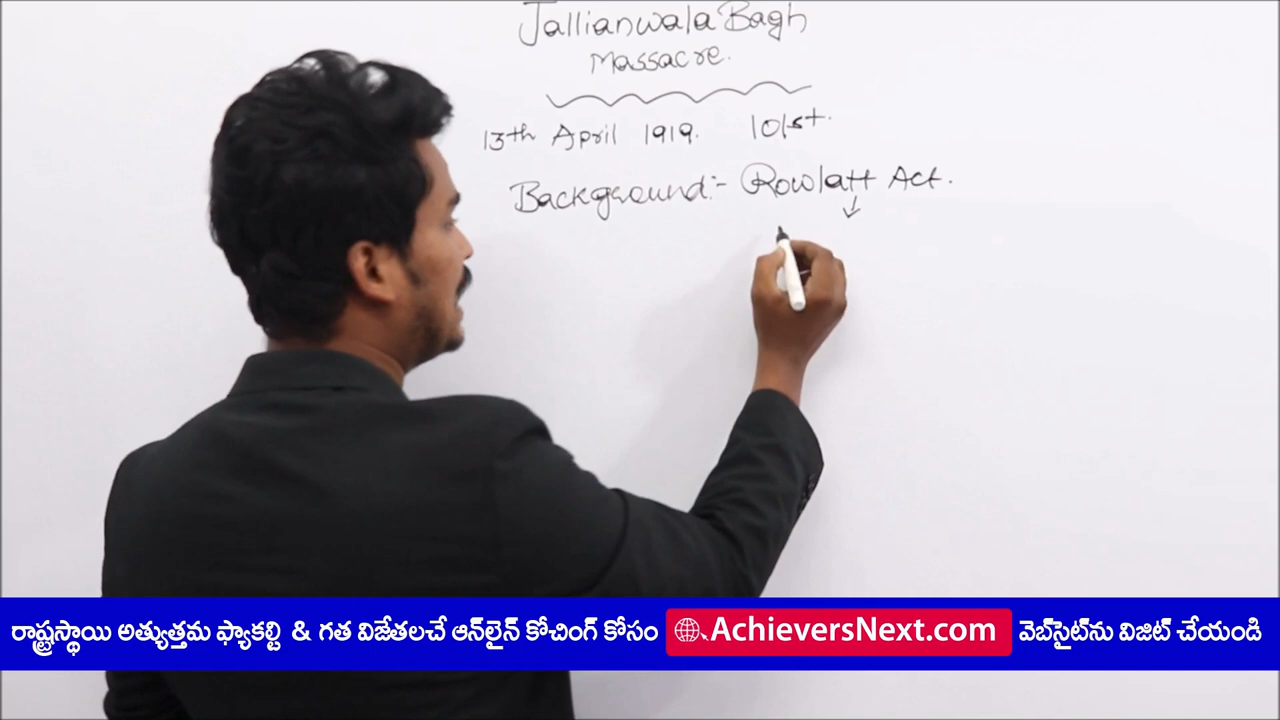 Jallianwala Bagh
Massacre.
13th April 1919. 101st.
Background:- Rowlatt Act.
రాష్ట్రస్థాయి అత్యుత్తమ ఫ్యాకల్టి & గత విజేతలచే ఆన్‌లైన్ కోచింగ్ కోసం AchieversNext.com వెబ్‌సైట్‌ను విజిట్ చేయండి